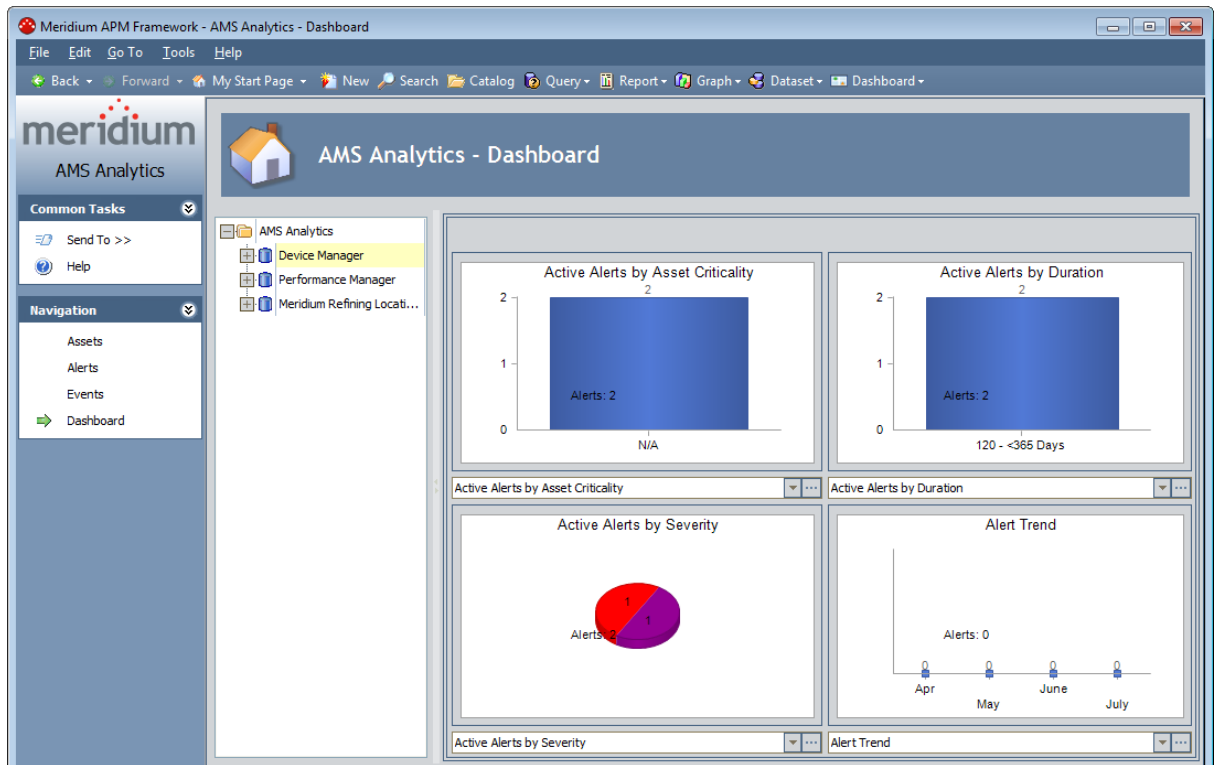 Meridium APM Framework - AMS Analytics - Dashboard
File Edit Go To Tools Help
Back Forward My Start Page New Search Catalog Query Report Graph Dataset Dashboard
meridium
AMS Analytics
AMS Analytics - Dashboard
Common Tasks
Send To >>
Help
Navigation
Assets
Alerts
Events
Dashboard
AMS Analytics
Device Manager
Performance Manager
Meridium Refining Locati...
Active Alerts by Asset Criticality
2
2
1
Alerts: 2
0
N/A
Active Alerts by Asset Criticality
Active Alerts by Duration
2
2
1
Alerts: 2
0
120 - <365 Days
Active Alerts by Duration
Active Alerts by Severity
1
1
Alerts: 2
Active Alerts by Severity
Alert Trend
Alerts: 0
0 0 0 0
Apr May June July
Alert Trend